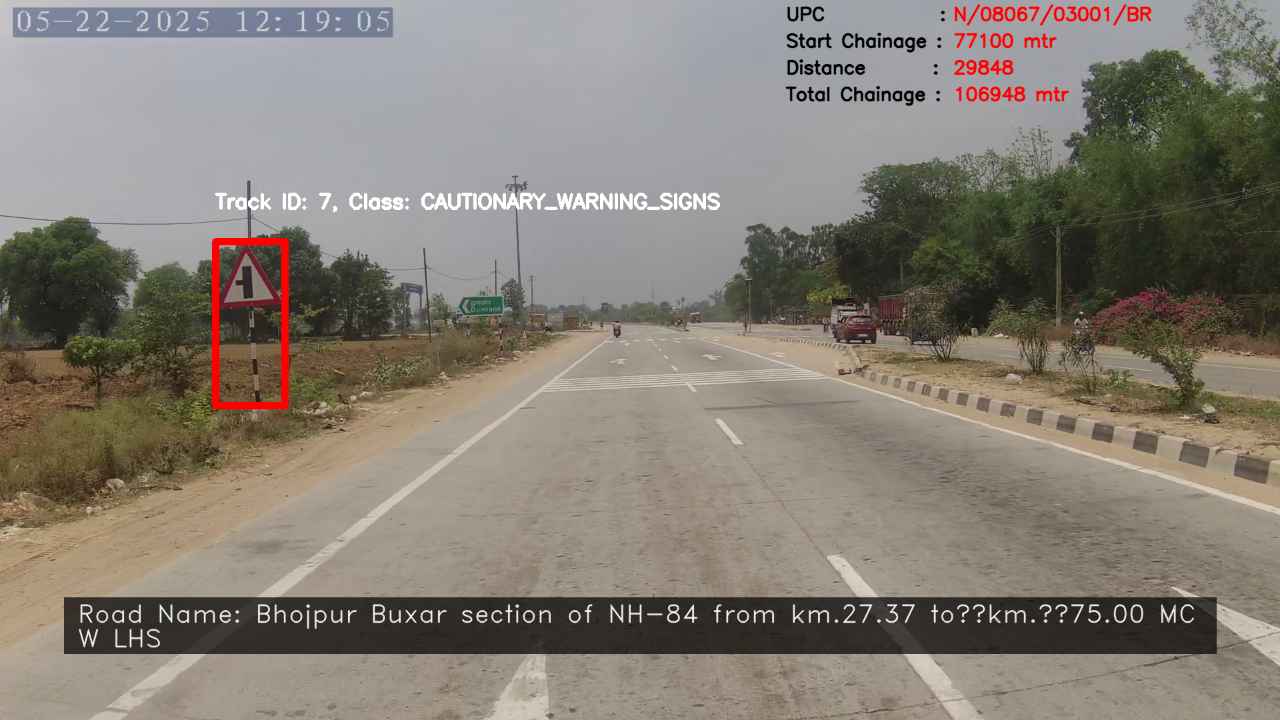 05-22-2025 12:19:05
UPC : N/08067/03001/BR
Start Chainage : 77100 mtr
Distance : 29848
Total Chainage : 106948 mtr
Track ID: 7, Class: CAUTIONARY_WARNING_SIGNS
Road Name: Bhojpur Buxar section of NH-84 from km.27.37 to??km.??75.00 MC
W LHS